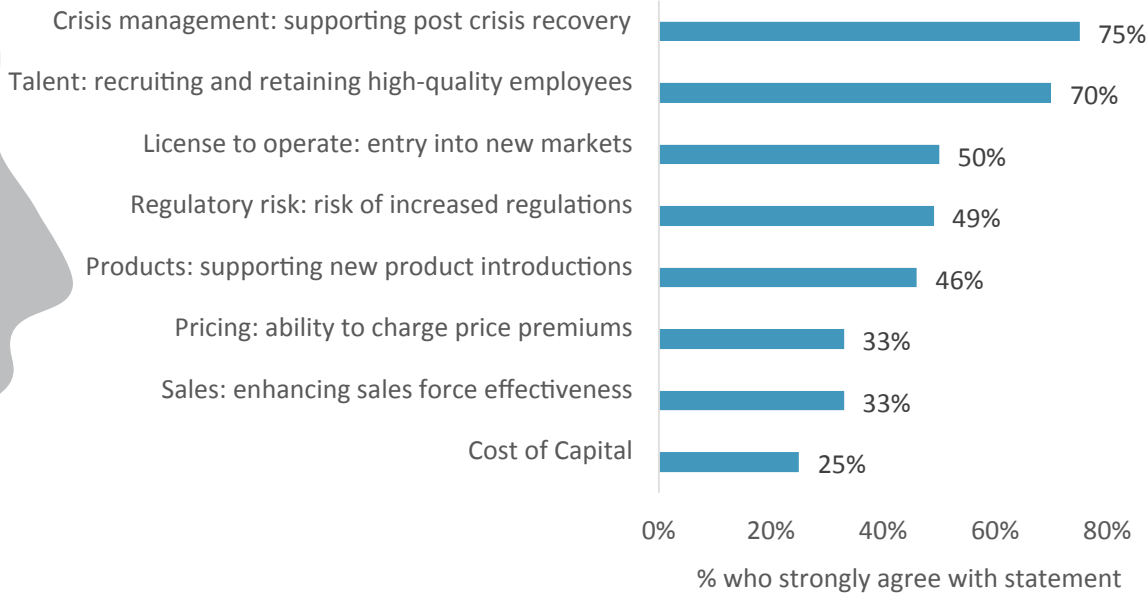 Crisis management: supporting post crisis recovery
75%
Talent: recruiting and retaining high-quality employees
70%
License to operate: entry into new markets
50%
Regulatory risk: risk of increased regulations
49%
Products: supporting new product introductions
46%
Pricing: ability to charge price premiums
33%
Sales: enhancing sales force effectiveness
33%
Cost of Capital
25%
0% 20% 40% 60% 80%
% who strongly agree with statement